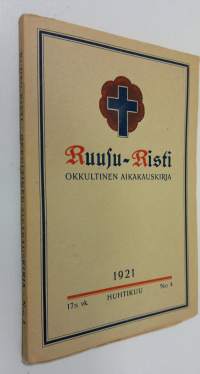 Ruusu-Risti
OKKULTINEN AIKAKAUSKIRJA
1921
17:s vk. HUHTIKUU No: 4